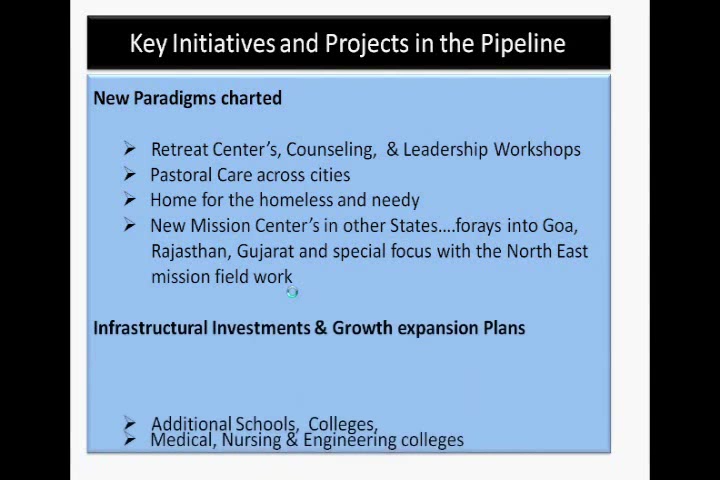 Key Initiatives and Projects in the Pipeline
New Paradigms charted
Retreat Center's, Counseling, & Leadership Workshops
Pastoral Care across cities
Home for the homeless and needy
New Mission Center's in other States....forays into Goa,
Rajasthan, Gujarat and special focus with the North East
mission field work
Infrastructural Investments & Growth expansion Plans
Additional Schools, Colleges,
Medical, Nursing & Engineering colleges